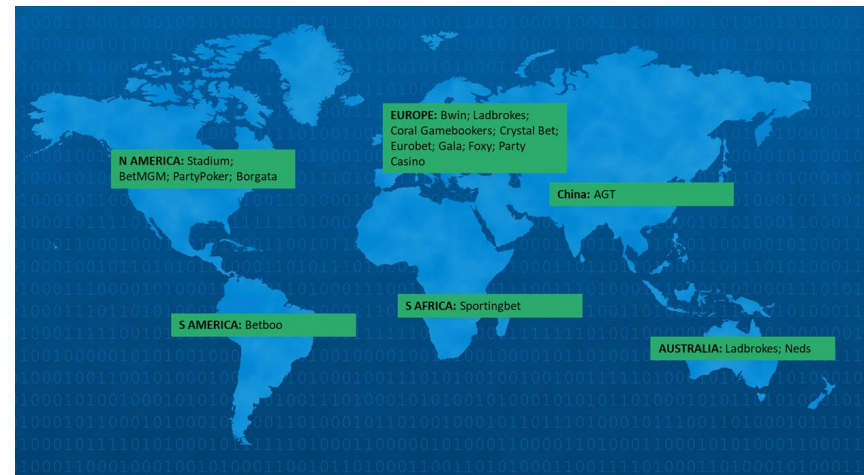 EUROPE: Bwin; Ladbrokes;
Coral Gamebookers; Crystal Bet;
Eurobet; Gala; Foxy; Party
Casino
N AMERICA: Stadium;
BetMGM; PartyPoker; Borgata
China: AGT
S AFRICA: Sportingbet
S AMERICA: Betboo
AUSTRALIA: Ladbrokes; Neds